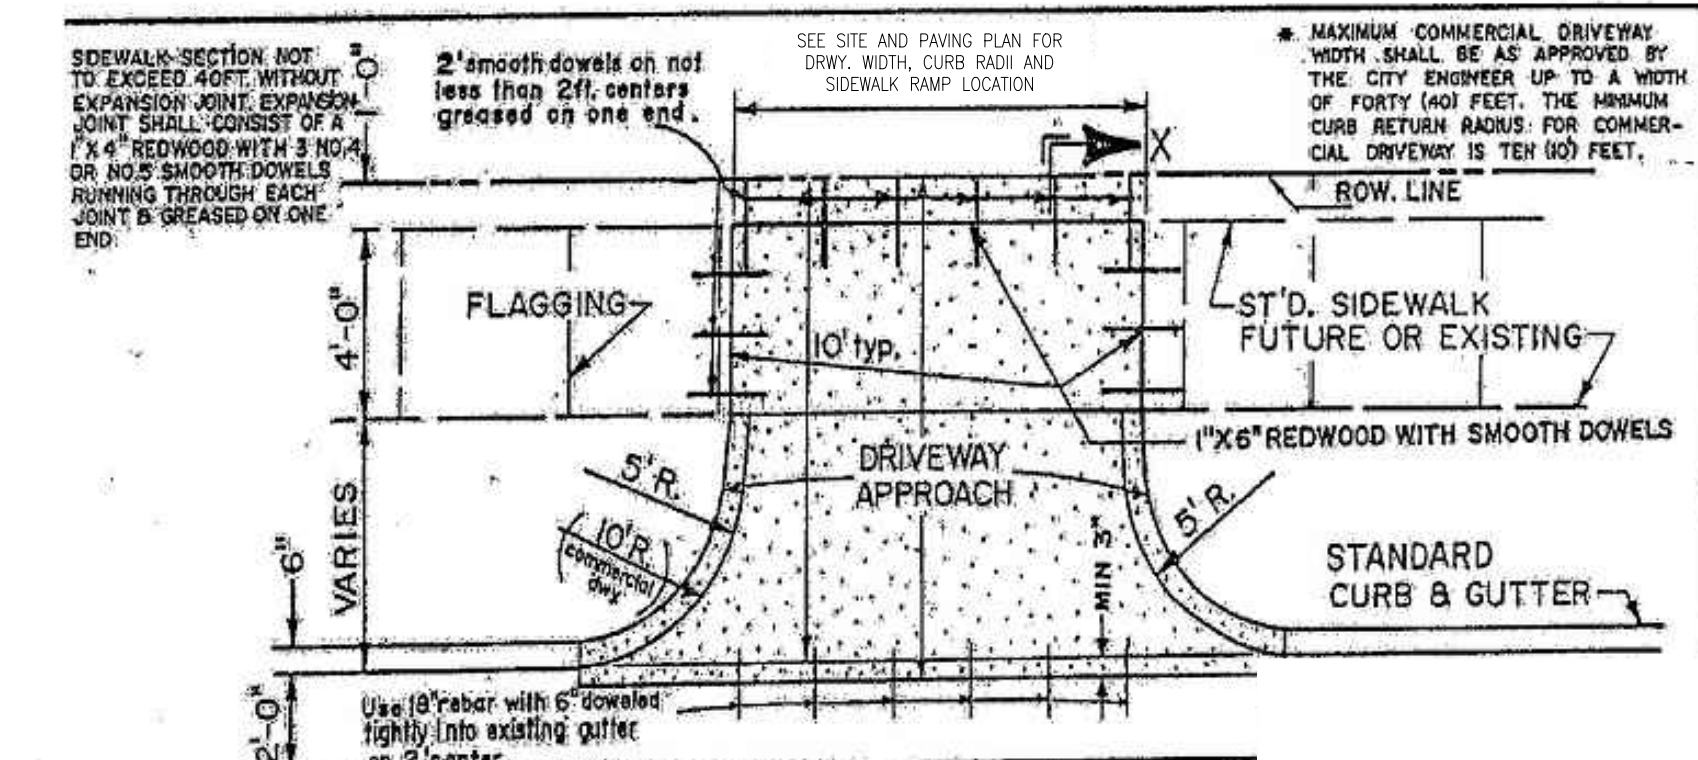 SIDEWALK SECTION NOT
TO EXCEED 40FT. WITHOUT
EXPANSION JOINT. EXPANSION
JOINT SHALL CONSIST OF A
1"X 4" REDWOOD WITH 3 NO.4
OR NO.5 SMOOTH DOWELS
RUNNING THROUGH EACH
JOINT & GREASED ON ONE
END.
2' smooth dowels on not
less than 2ft. centers
greased on one end.
SEE SITE AND PAVING PLAN FOR
DRWY. WIDTH, CURB RADII AND
SIDEWALK RAMP LOCATION
* MAXIMUM COMMERCIAL DRIVEWAY
WIDTH SHALL BE AS APPROVED BY
THE CITY ENGINEER UP TO A WIDTH
OF FORTY (40) FEET. THE MINIMUM
CURB RETURN RADIUS FOR COMMER-
CIAL DRIVEWAY IS TEN (10') FEET.
X
ROW. LINE
4'-0"
FLAGGING
10' typ.
ST'D. SIDEWALK
FUTURE OR EXISTING
1"X6" REDWOOD WITH SMOOTH DOWELS
DRIVEWAY
APPROACH
VARIES
5' R.
10' R.
(commercial
dwy.)
MIN 3"
5' R.
STANDARD
CURB & GUTTER
6"
2'-0"
Use 18" rebar with 6" doweled
tightly into existing gutter
on 2' center